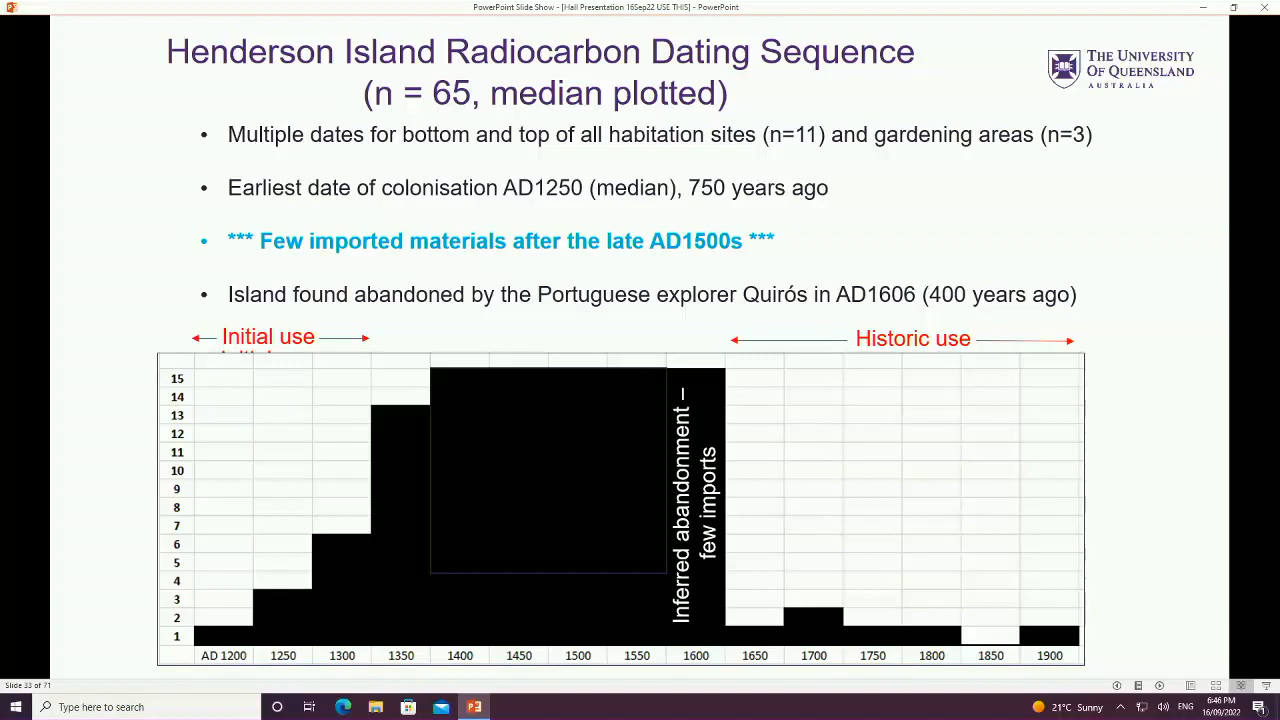 PowerPoint Slide Show - [Hall Presentation 16Sep22 USE THIS] - PowerPoint
Henderson Island Radiocarbon Dating Sequence
(n = 65, median plotted)
THE UNIVERSITY
OF QUEENSLAND
AUSTRALIA
• Multiple dates for bottom and top of all habitation sites (n=11) and gardening areas (n=3)
• Earliest date of colonisation AD1250 (median), 750 years ago
• *** Few imported materials after the late AD1500s ***
• Island found abandoned by the Portuguese explorer Quirós in AD1606 (400 years ago)
Initial use
Historic use
15
14
13
12
11
10
9
8
7
6
5
4
3
2
1
Inferred abandonment –
few imports
AD 1200 1250 1300 1350 1400 1450 1500 1550 1600 1650 1700 1750 1800 1850 1900
Slide 33 of 71
Type here to search
21°C Sunny
ENG
6:46 PM
16/09/2022